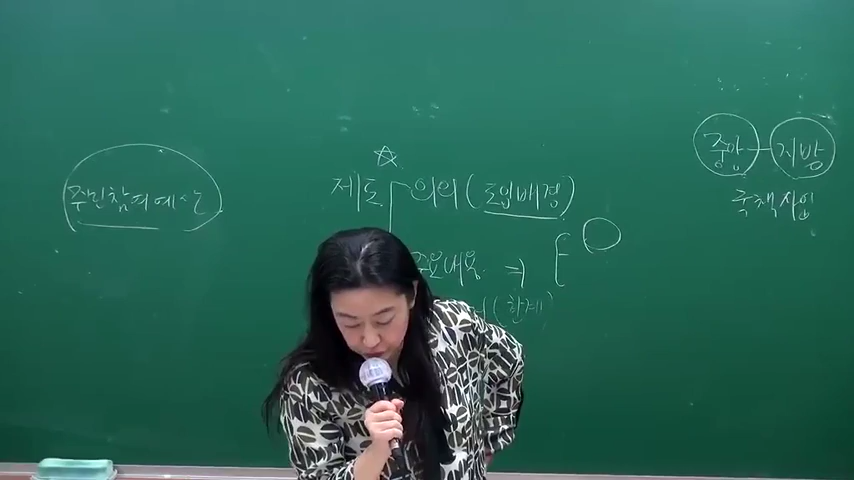 주민참여예산
☆
제도 의의(도입배경)
주요내용 ⇒
(한계)
중앙 지방
국책사업